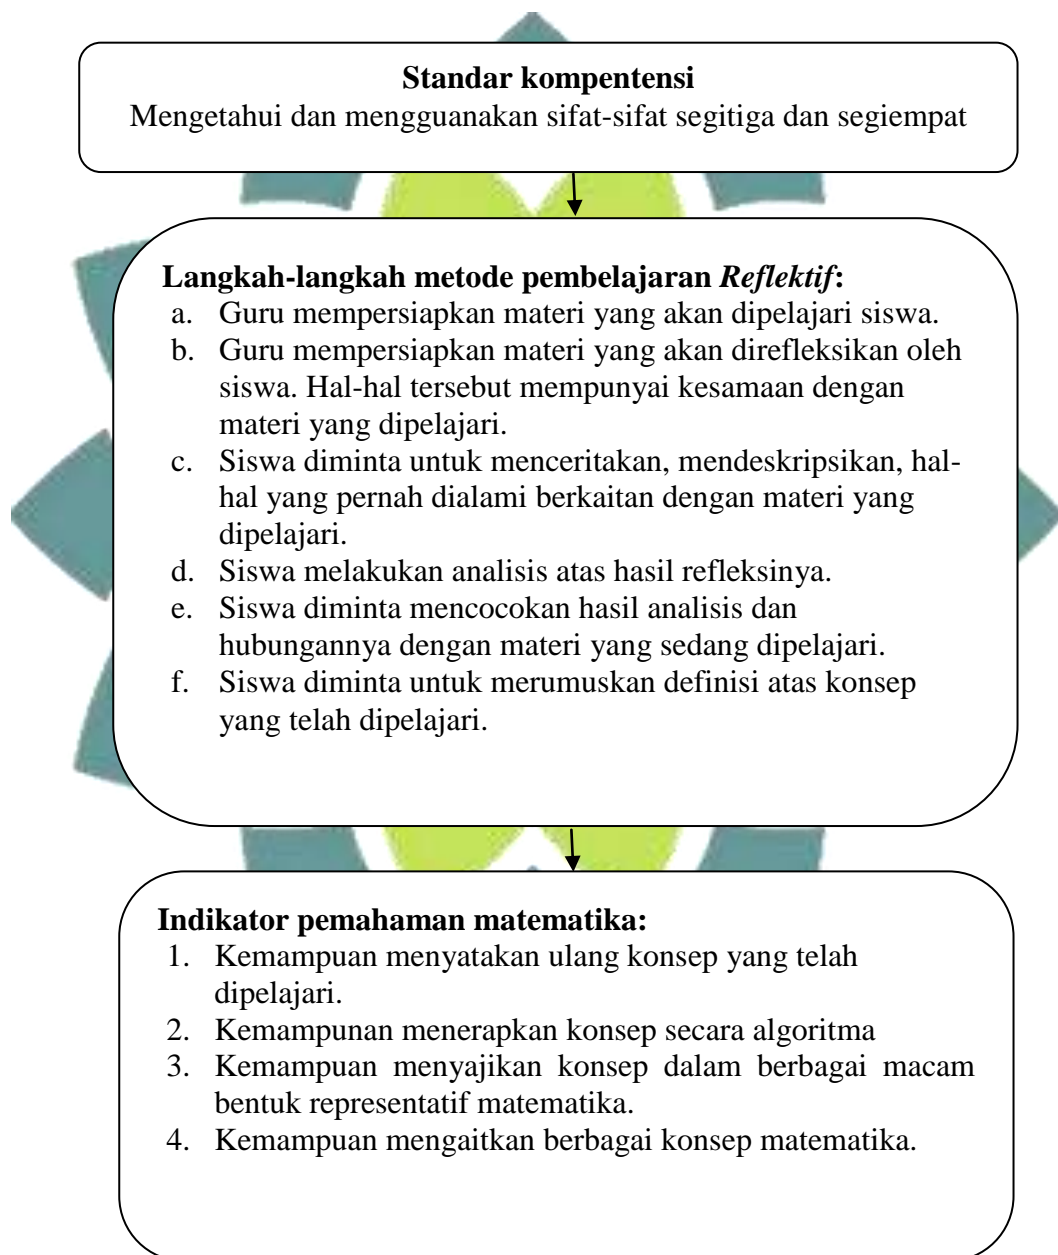 Standar kompentensi
Mengetahui dan mengguanakan sifat-sifat segitiga dan segiempat
Langkah-langkah metode pembelajaran Reflektif:
a. Guru mempersiapkan materi yang akan dipelajari siswa.
b. Guru mempersiapkan materi yang akan direfleksikan oleh
siswa. Hal-hal tersebut mempunyai kesamaan dengan
materi yang dipelajari.
c. Siswa diminta untuk menceritakan, mendeskripsikan, hal-
hal yang pernah dialami berkaitan dengan materi yang
dipelajari.
d. Siswa melakukan analisis atas hasil refleksinya.
e. Siswa diminta mencocokan hasil analisis dan
hubungannya dengan materi yang sedang dipelajari.
f. Siswa diminta untuk merumuskan definisi atas konsep
yang telah dipelajari.
Indikator pemahaman matematika:
1. Kemampuan menyatakan ulang konsep yang telah
dipelajari.
2. Kemampunan menerapkan konsep secara algoritma
3. Kemampuan menyajikan konsep dalam berbagai macam
bentuk representatif matematika.
4. Kemampuan mengaitkan berbagai konsep matematika.